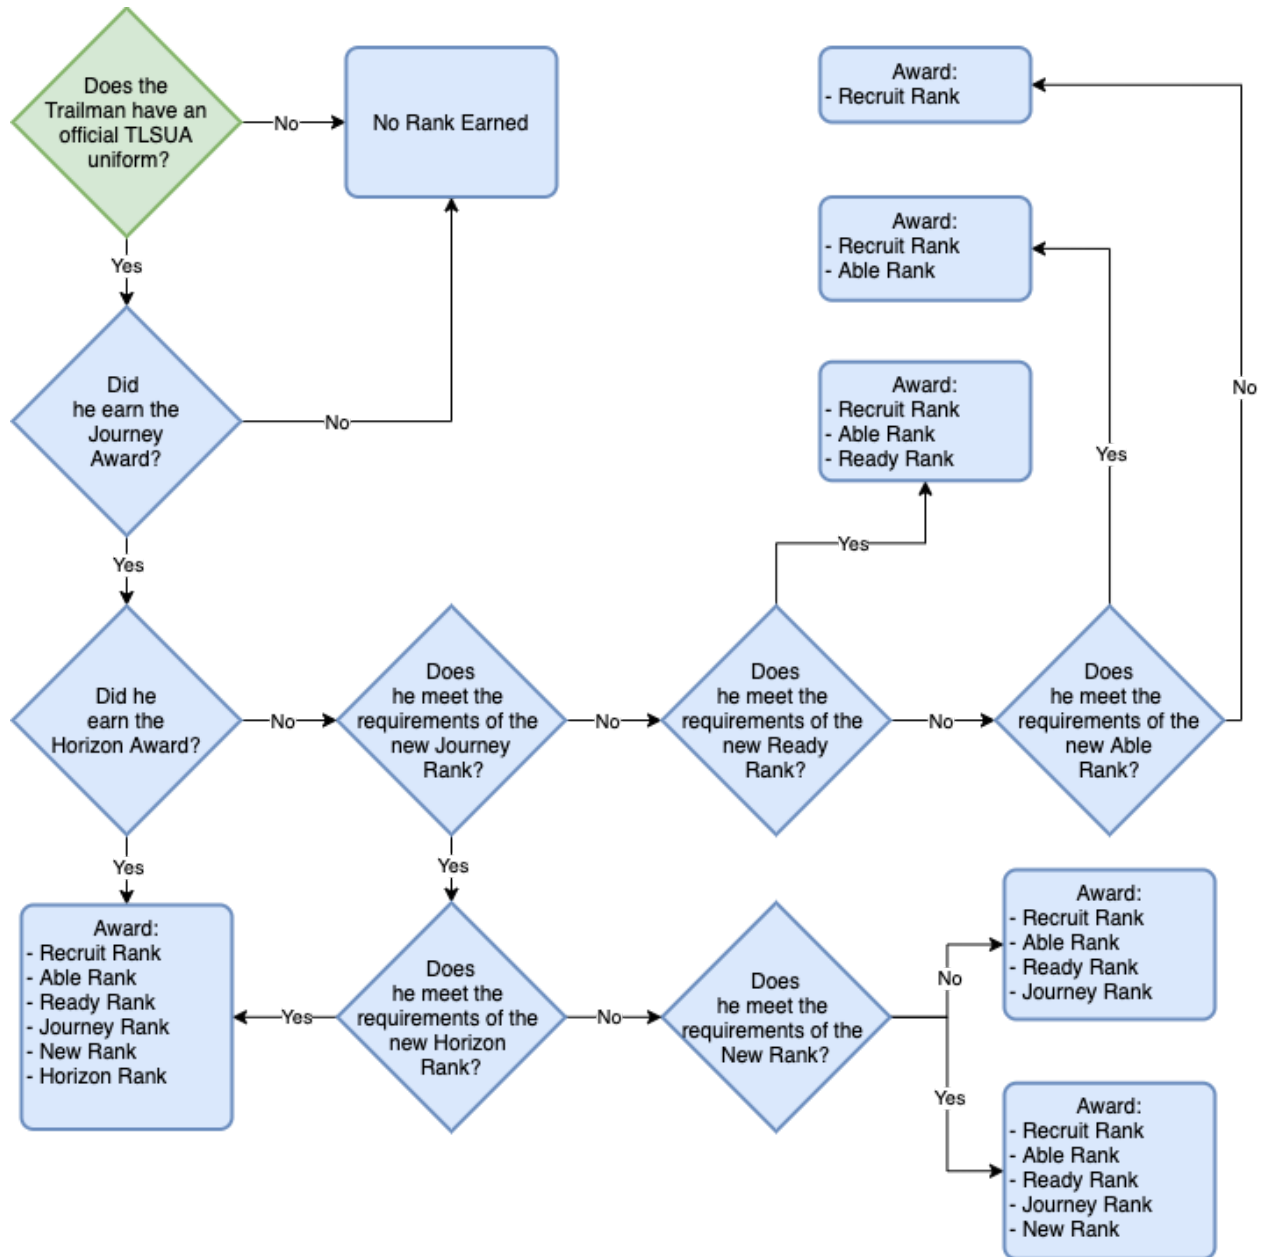 Does the
Trailman have an
official TLSUA
uniform?
No
No Rank Earned
Award:
- Recruit Rank
Yes
Award:
- Recruit Rank
- Able Rank
Did
he earn the
Journey
Award?
No
Award:
- Recruit Rank
- Able Rank
- Ready Rank
No
Yes
Yes
Yes
Did he
earn the
Horizon Award?
No
Does
he meet the
requirements of the
new Journey
Rank?
No
Does
he meet the
requirements of the
new Ready
Rank?
No
Does
he meet the
requirements of the
new Able
Rank?
Yes
Yes
Award:
- Recruit Rank
- Able Rank
- Ready Rank
- Journey Rank
- New Rank
- Horizon Rank
Yes
Does
he meet the
requirements of the
new Horizon
Rank?
No
Does
he meet the
requirements of the
New Rank?
No
Award:
- Recruit Rank
- Able Rank
- Ready Rank
- Journey Rank
Yes
Award:
- Recruit Rank
- Able Rank
- Ready Rank
- Journey Rank
- New Rank